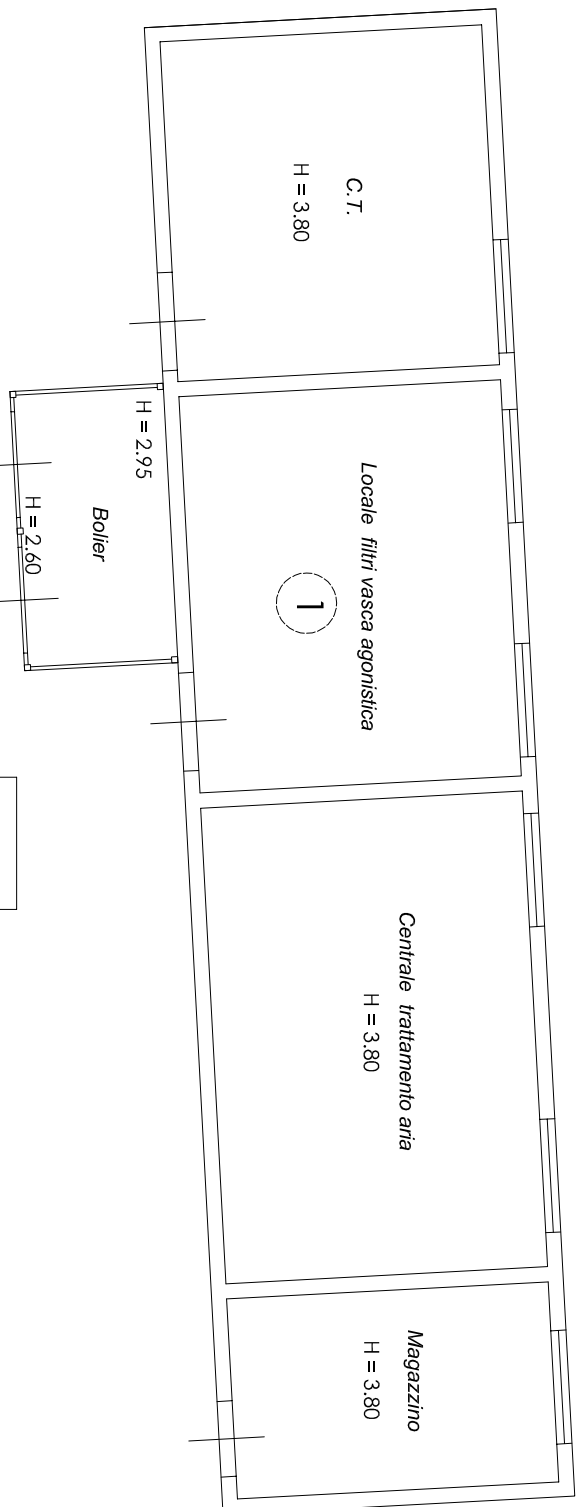 C.T.
H = 3.80
H = 2.95
Bolier
H = 2.60
Locale filtri vasca agonistica
1
Centrale trattamento aria
H = 3.80
Magazzino
H = 3.80